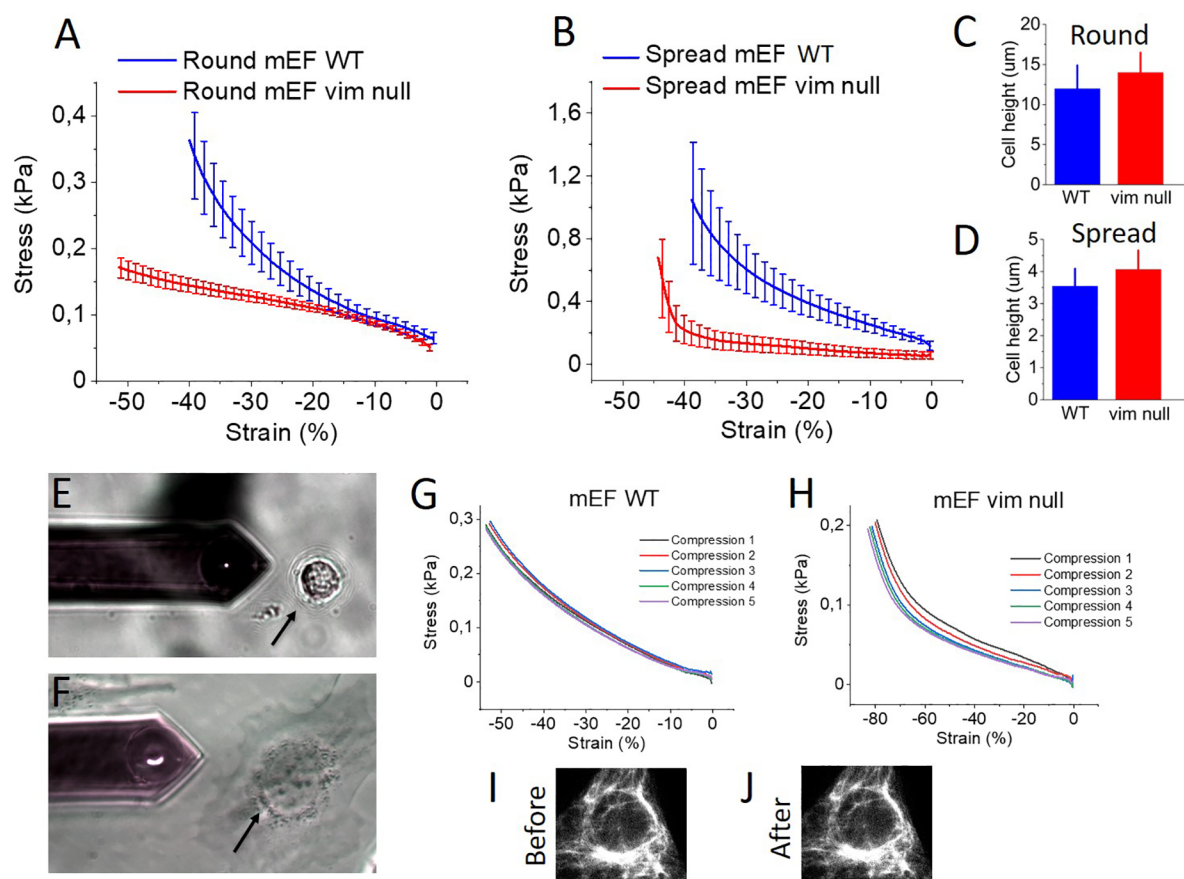 A
Round mEF WT
Round mEF vim null
Stress (kPa)
0,4
0,3
0,2
0,1
0
-50 -40 -30 -20 -10 0
Strain (%)
B
Spread mEF WT
Spread mEF vim null
Stress (kPa)
1,6
1,2
0,8
0,4
0
-50 -40 -30 -20 -10 0
Strain (%)
C
Round
Cell height (um)
20
15
10
5
0
WT vim null
D
Spread
Cell height (um)
5
4
3
2
1
0
WT vim null
E
F
G
mEF WT
Stress (kPa)
0,3
0,2
0,1
0
Compression 1
Compression 2
Compression 3
Compression 4
Compression 5
-50 -40 -30 -20 -10 0
Strain (%)
H
mEF vim null
Stress (kPa)
0,2
0,1
0
Compression 1
Compression 2
Compression 3
Compression 4
Compression 5
-80 -60 -40 -20 0
Strain (%)
I
Before
J
After